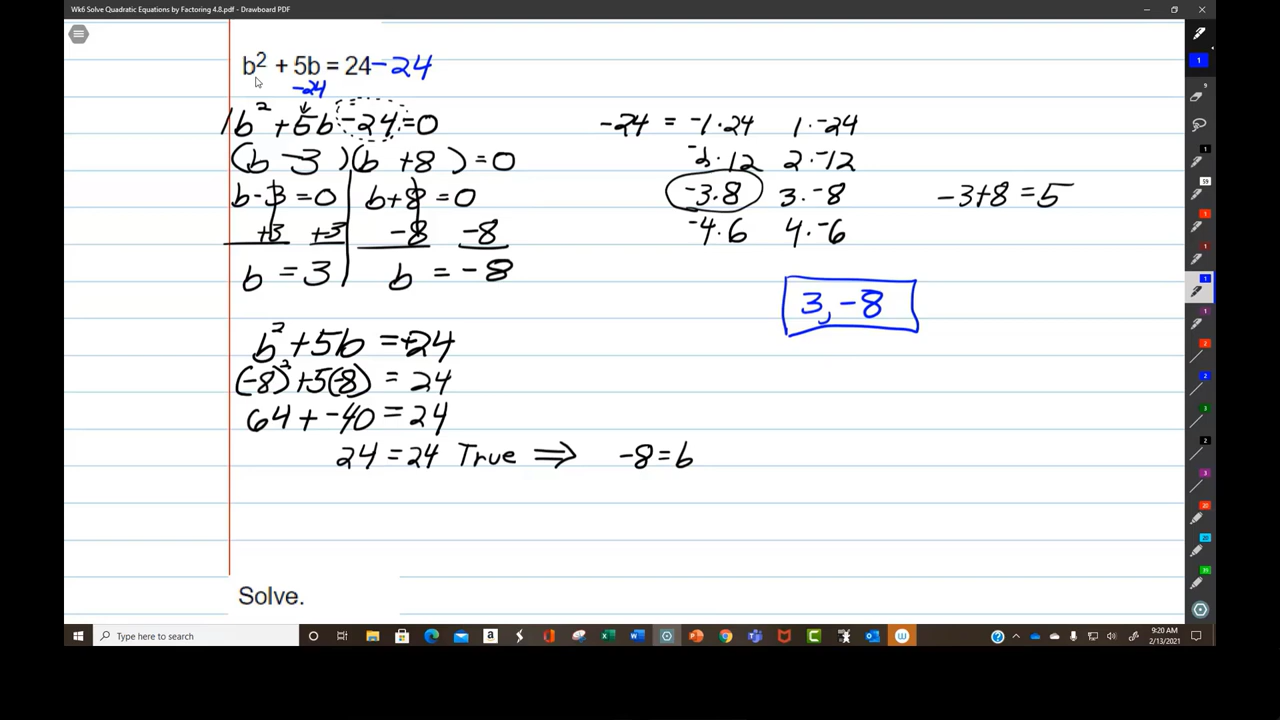 Wk6 Solve Quadratic Equations by Factoring 4.8.pdf - Drawboard PDF
b² + 5b = 24 -24
-24
1b² + 5b -24 = 0
(b - 3)(b + 8) = 0
b - 3 = 0 b + 8 = 0
+3 +3 -8 -8
b = 3 b = -8
-24 = -1·24 1·-24
-2·12 2·-12
-3·8 3·-8
-4·6 4·-6
-3+8 = 5
3, -8
b² + 5b = +24
(-8)² + 5(-8) = 24
64 + -40 = 24
24 = 24 True ⇒ -8 = b
Solve.
Type here to search
9:20 AM
2/13/2021